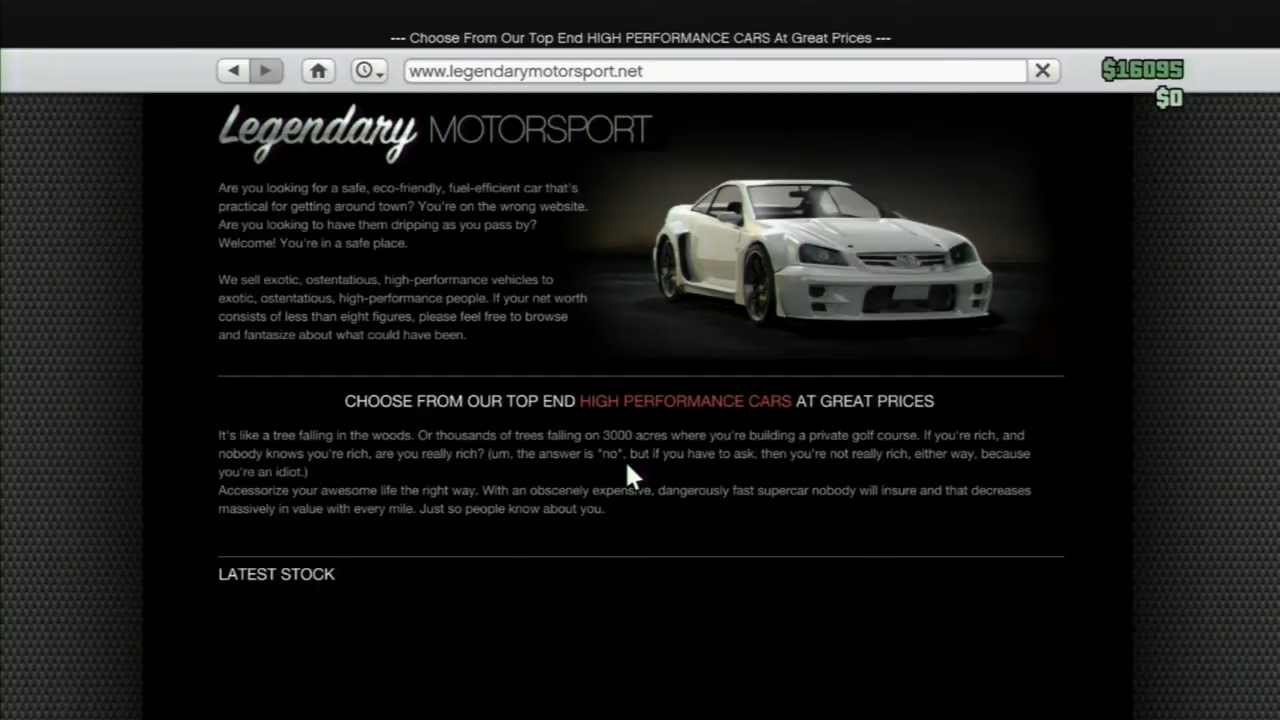 --- Choose From Our Top End HIGH PERFORMANCE CARS At Great Prices ---
www.legendarymotorsport.net
$16095
$0
Legendary MOTORSPORT
Are you looking for a safe, eco-friendly, fuel-efficient car that's
practical for getting around town? You're on the wrong website.
Are you looking to have them dripping as you pass by?
Welcome! You're in a safe place.
We sell exotic, ostentatious, high-performance vehicles to
exotic, ostentatious, high-performance people. If your net worth
consists of less than eight figures, please feel free to browse
and fantasize about what could have been.
CHOOSE FROM OUR TOP END HIGH PERFORMANCE CARS AT GREAT PRICES
It's like a tree falling in the woods. Or thousands of trees falling on 3000 acres where you're building a private golf course. If you're rich, and
nobody knows you're rich, are you really rich? (um, the answer is "no", but if you have to ask, then you're not really rich, either way, because
you're an idiot.)
Accessorize your awesome life the right way. With an obscenely expensive, dangerously fast supercar nobody will insure and that decreases
massively in value with every mile. Just so people know about you.
LATEST STOCK